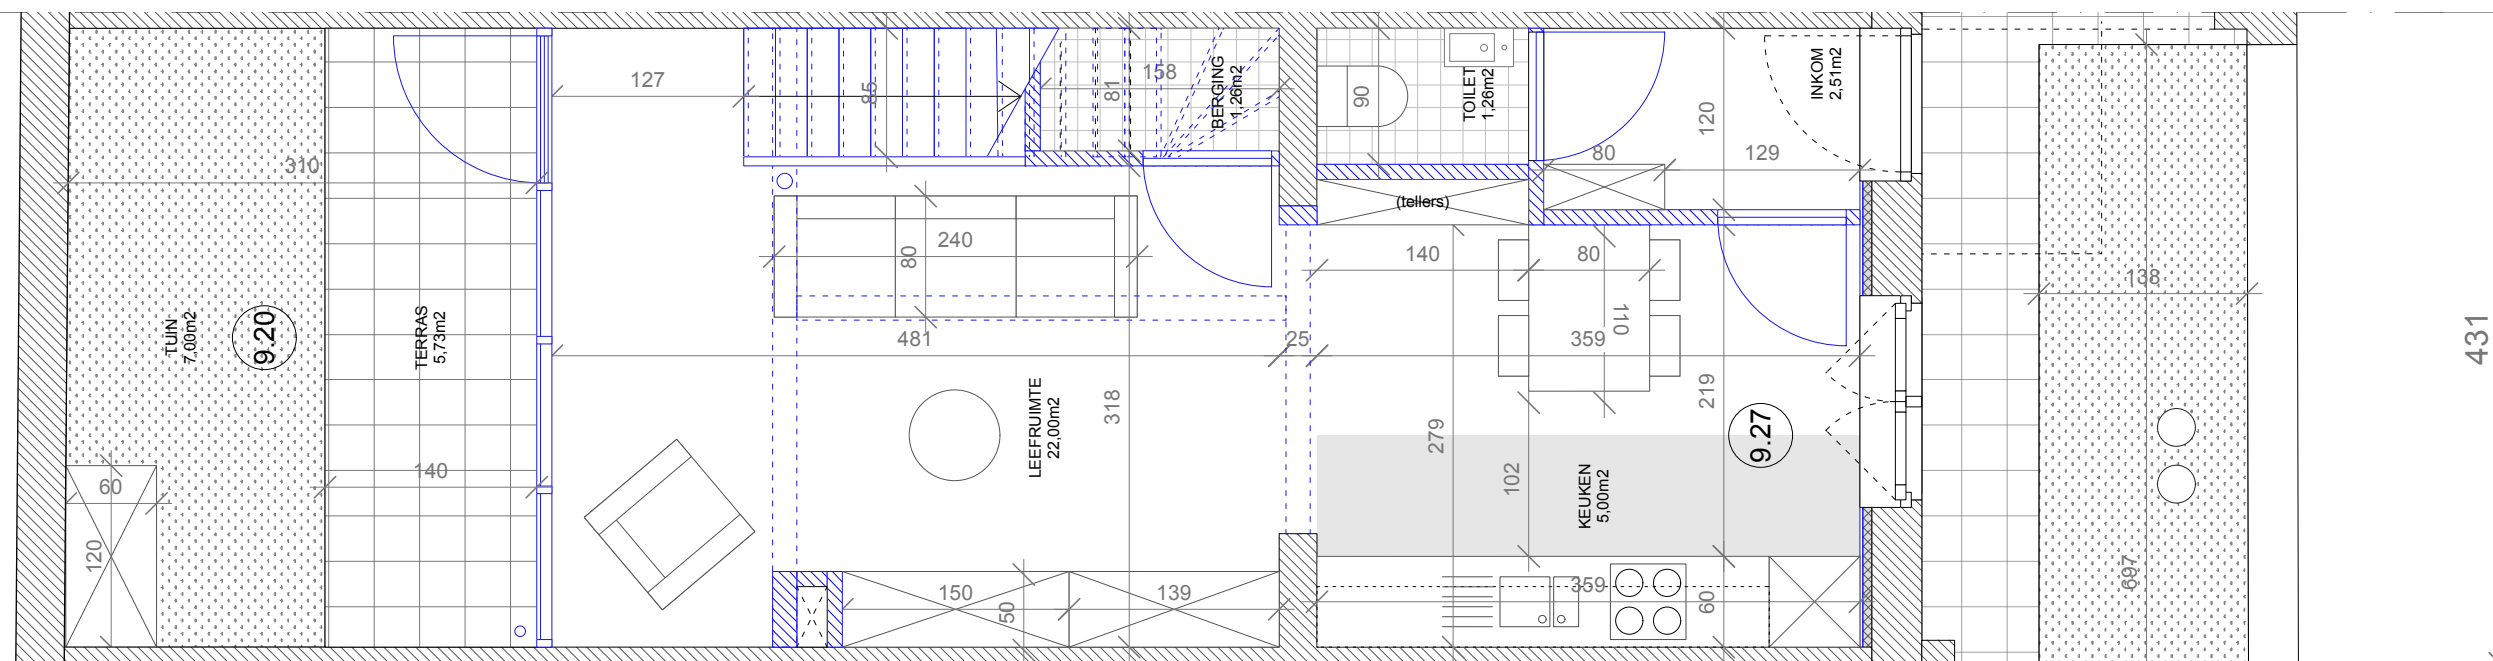 127
85
81
158
BERGING
1,26m2
90
TOILET
1,26m2
120
INKOM
2,51m2
310
80
129
(tellers)
240
80
140
80
138
TUIN
7,00m2
9.20
TERRAS
5,73m2
481
25
359
110
431
LEEFRUIMTE
22,00m2
318
279
219
9.27
102
KEUKEN
5,00m2
60
140
120
150
139
50
359
60
697